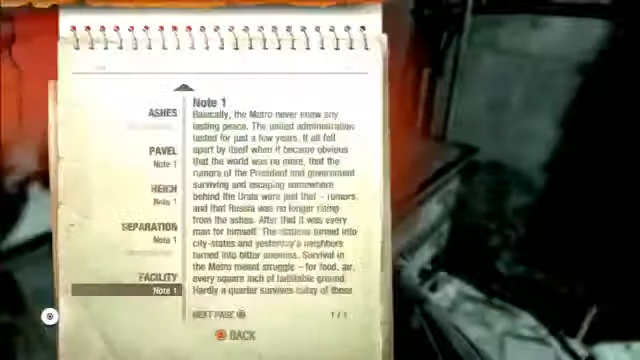 ASHES
PAVEL
Note 1
REICH
Note 1
SEPARATION
Note 1
FACILITY
Note 1
Note 1
Basically, the Metro never knew any
lasting peace. The united administration
lasted for just a few years. It all fell
apart by itself when it became obvious
that the world was no more, that the
rumors of the President and government
surviving and escaping somewhere
behind the Urals were just that - rumors,
and that Russia was no longer rising
from the ashes. After that it was every
man for himself. The stations turned into
city-states and yesterday's neighbors
turned into bitter enemies. Survival in
the Metro meant struggle - for food, air,
every square inch of habitable ground.
Hardly a quarter survives today of those
NEXT PAGE
1 / 1
BACK